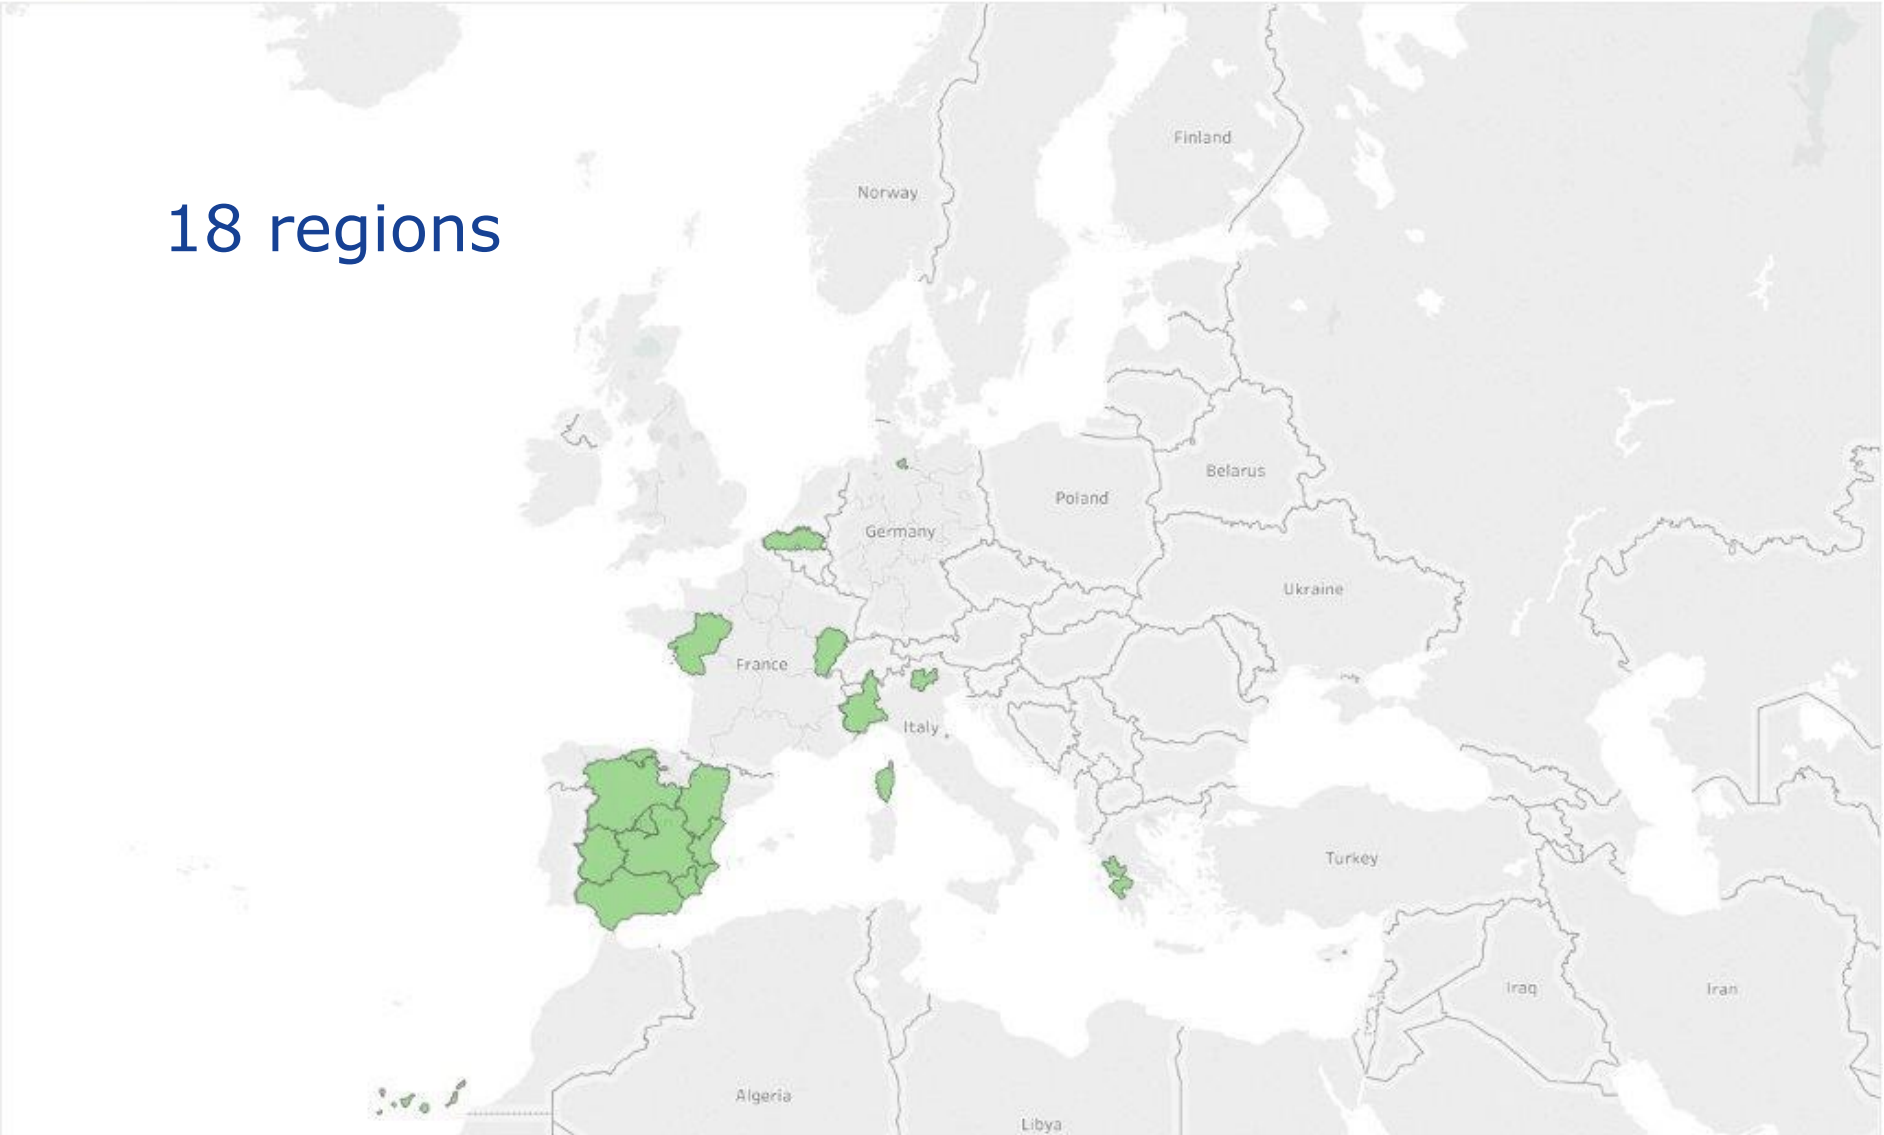 Finland
Norway
18 regions
Belarus
Poland
Germany
Ukraine
France
Italy
Turkey
Iraq
Iran
Algeria
Libya